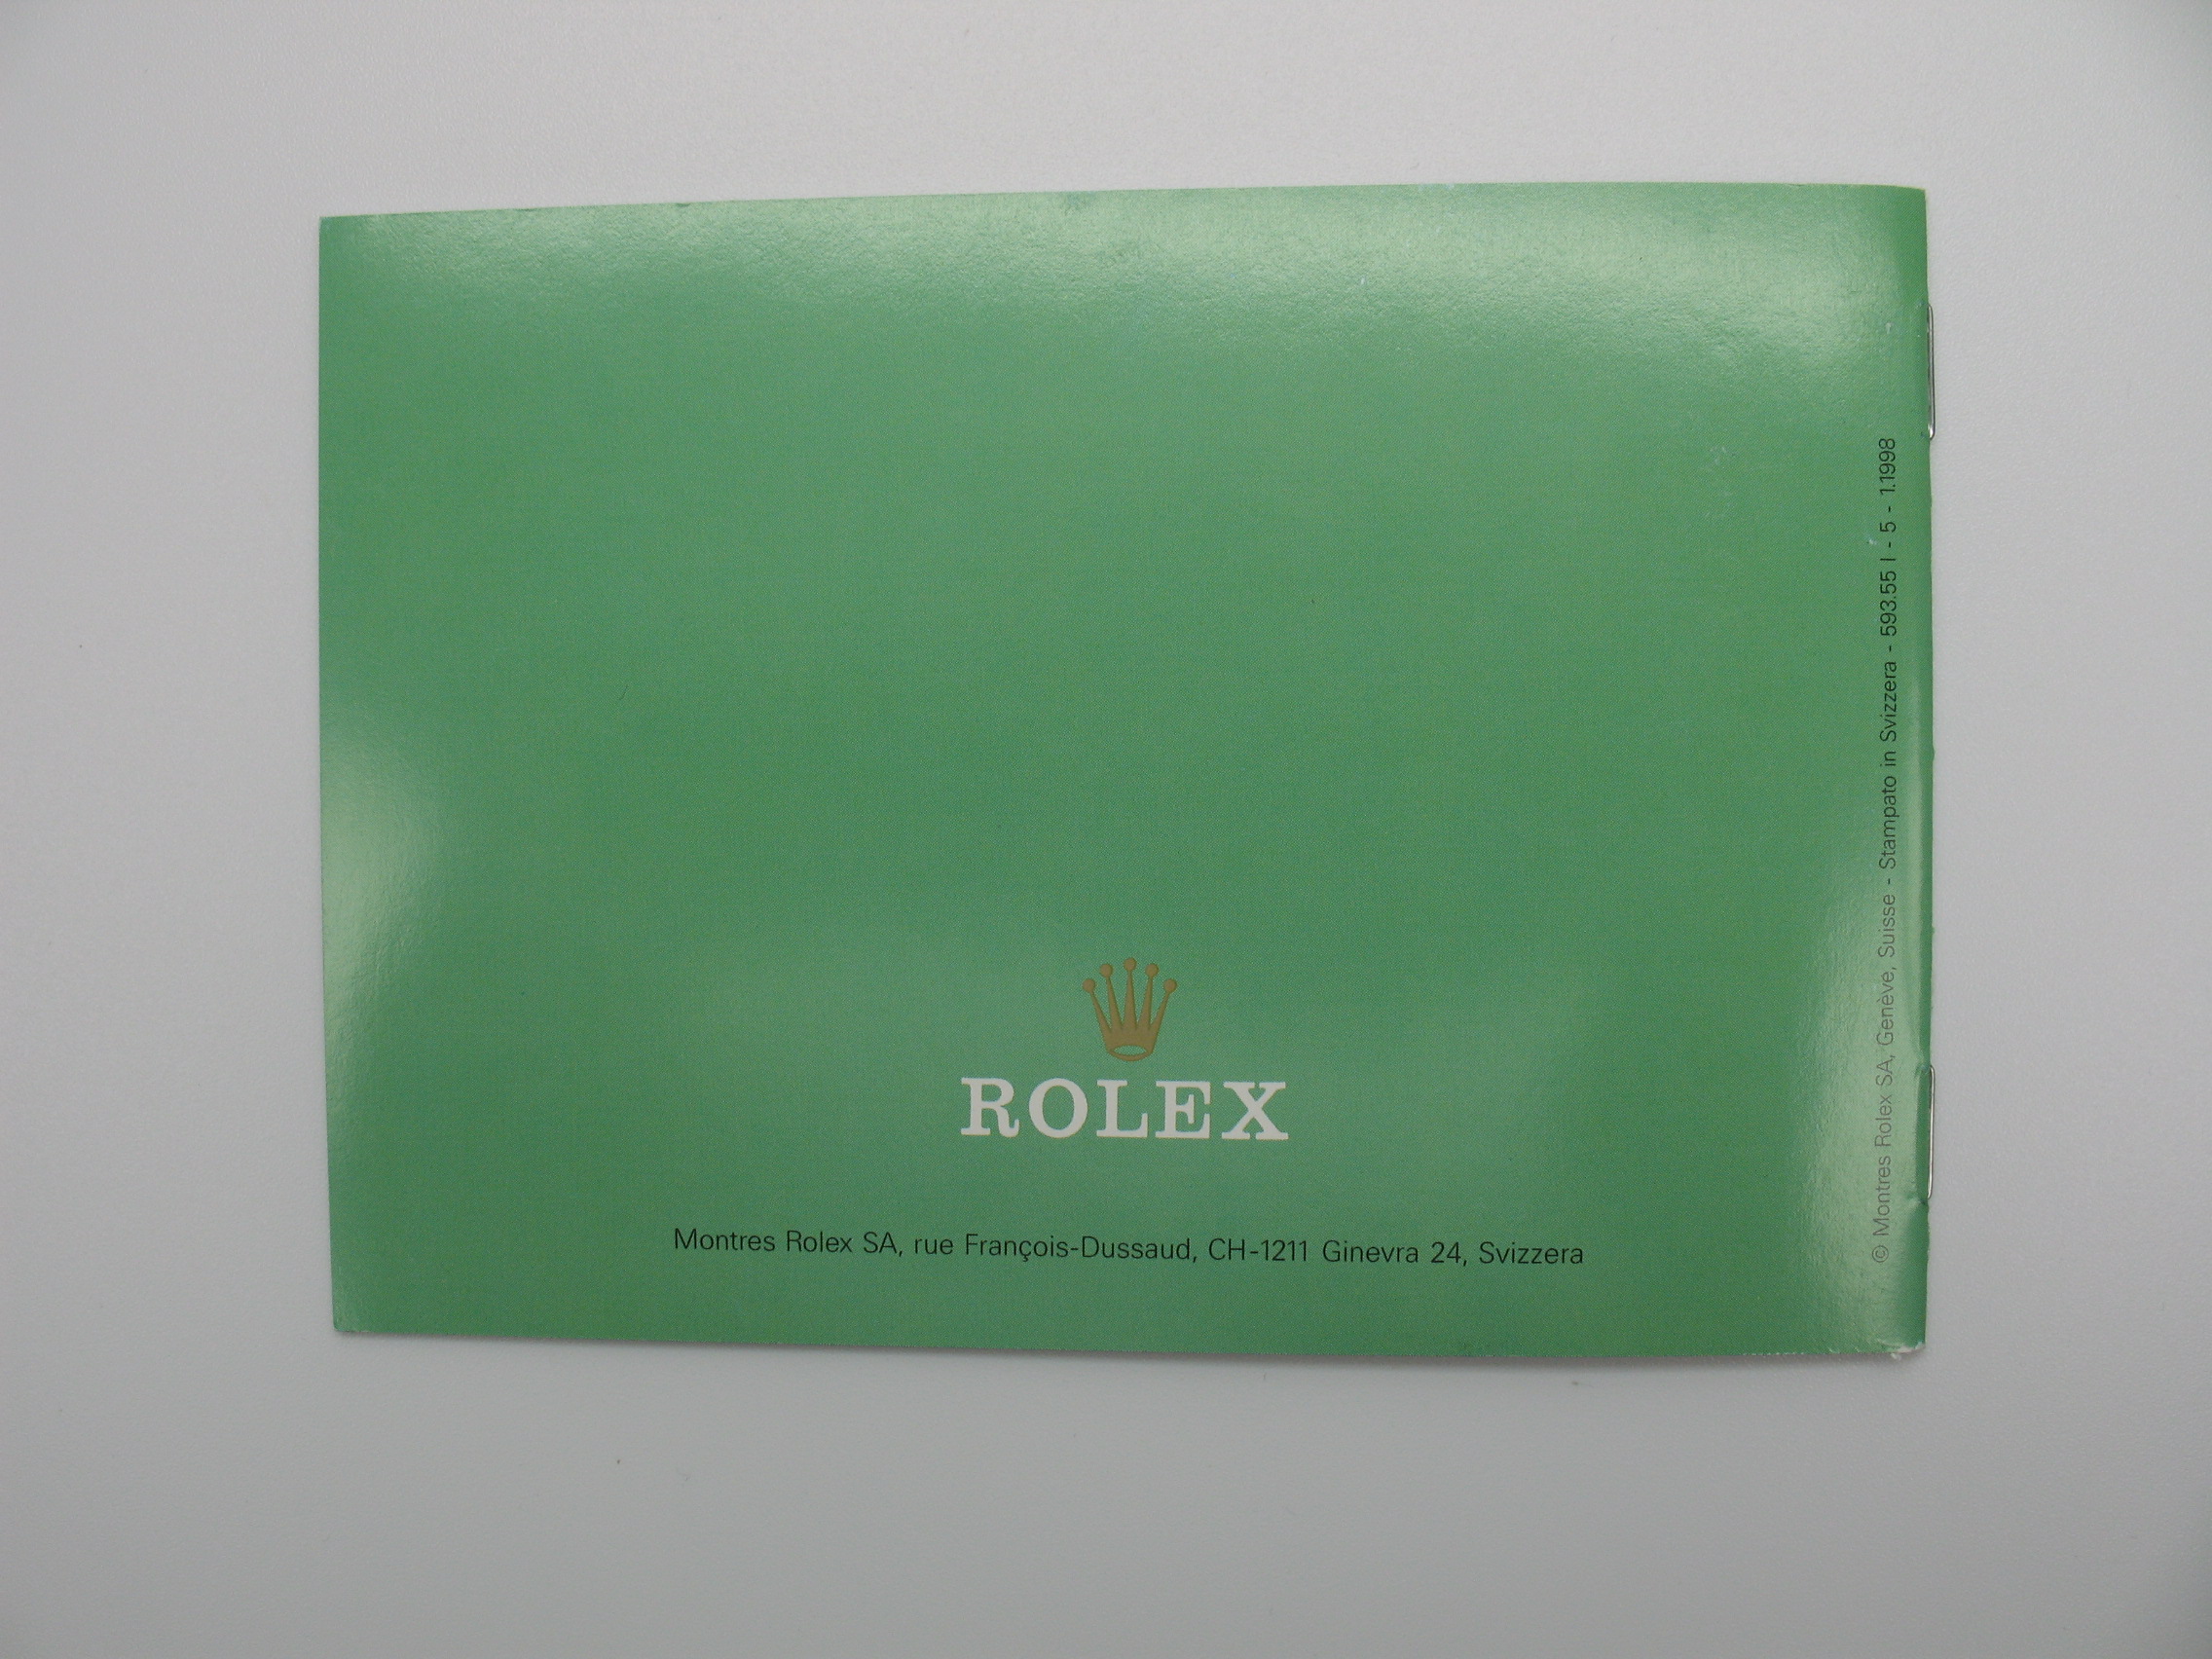 ROLEX
Montres Rolex SA, rue François-Dussaud, CH-1211 Ginevra 24, Svizzera
© Montres Rolex SA, Genève, Suisse - Stampato in Svizzera - 593.55 I - 5 - 1.1998